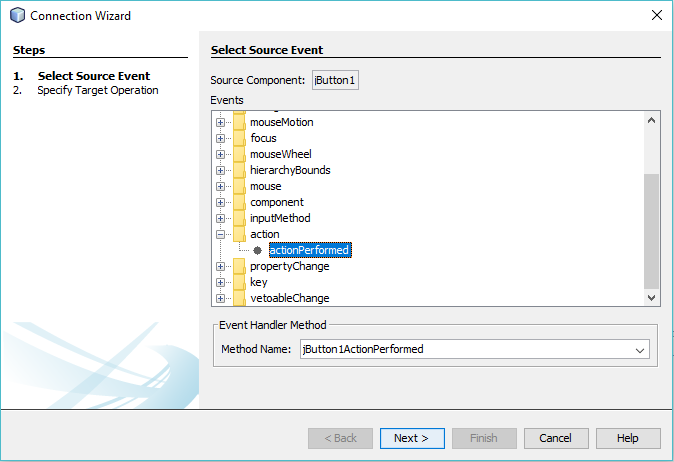 Connection Wizard
Steps
1. Select Source Event
2. Specify Target Operation
Select Source Event
Source Component: jButton1
Events
mouseMotion
focus
mouseWheel
hierarchyBounds
mouse
component
inputMethod
action
actionPerformed
propertyChange
key
vetoableChange
Event Handler Method
Method Name: jButton1ActionPerformed
< Back Next > Finish Cancel Help